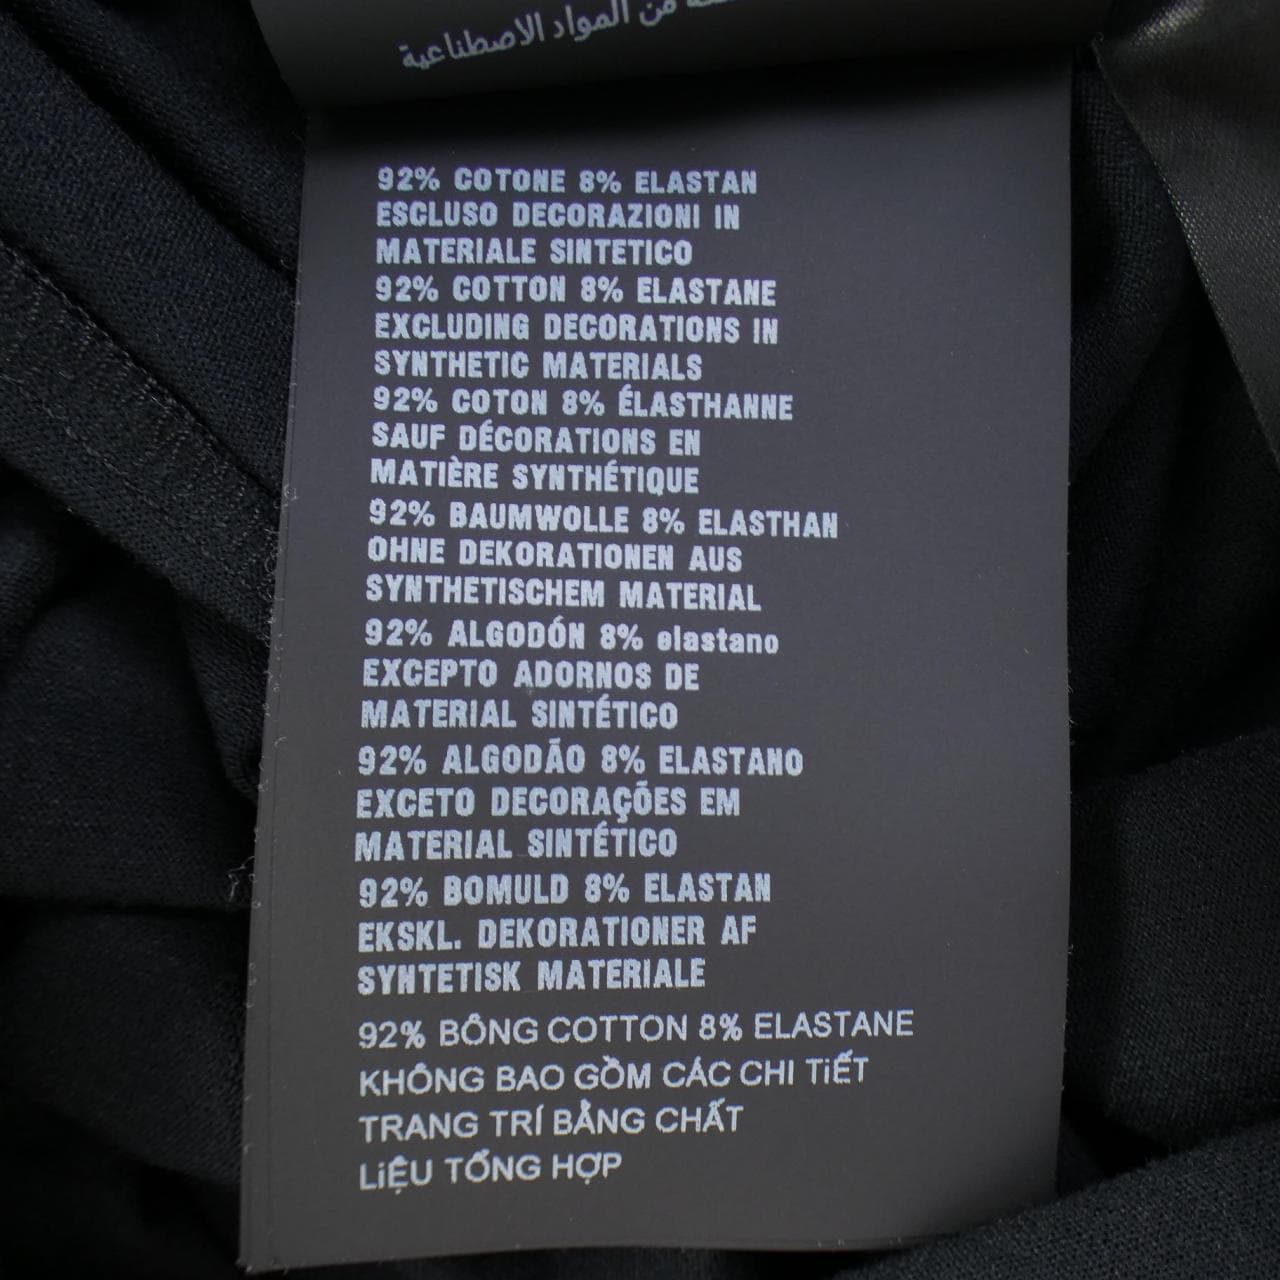 من المواد الاصطناعية
92% COTONE 8% ELASTAN
ESCLUSO DECORAZIONI IN
MATERIALE SINTETICO
92% COTTON 8% ELASTANE
EXCLUDING DECORATIONS IN
SYNTHETIC MATERIALS
92% COTON 8% ÉLASTHANNE
SAUF DÉCORATIONS EN
MATIÈRE SYNTHÉTIQUE
92% BAUMWOLLE 8% ELASTHAN
OHNE DEKORATIONEN AUS
SYNTHETISCHEM MATERIAL
92% ALGODÓN 8% elastano
EXCEPTO ADORNOS DE
MATERIAL SINTÉTICO
92% ALGODÃO 8% ELASTANO
EXCETO DECORAÇÕES EM
MATERIAL SINTÉTICO
92% BOMULD 8% ELASTAN
EKSKL. DEKORATIONER AF
SYNTETISK MATERIALE
92% BÔNG COTTON 8% ELASTANE
KHÔNG BAO GỒM CÁC CHI TiẾT
TRANG TRÍ BẰNG CHẤT
LiỆU TỔNG HỢP